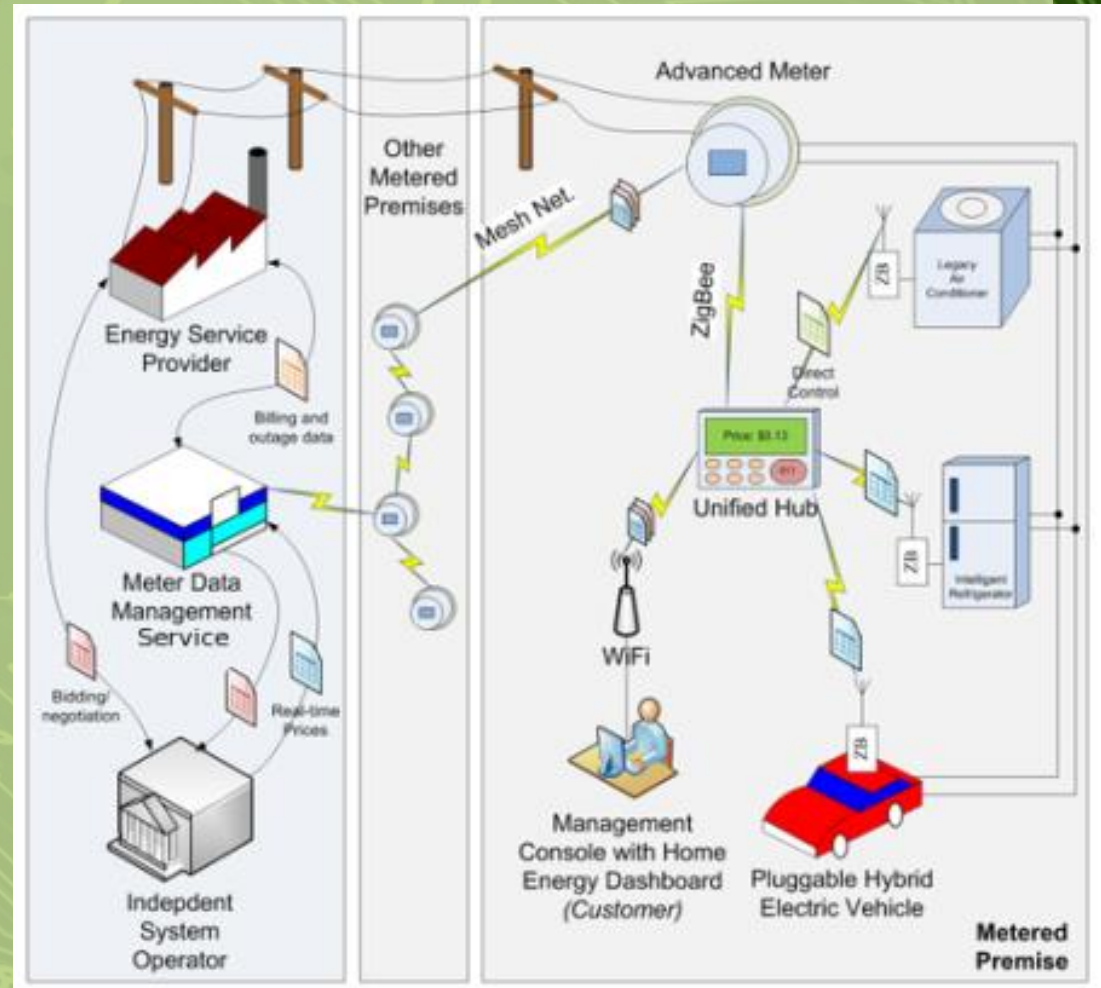 Advanced Meter
Other
Metered
Premises
Mesh Net.
ZigBee
ZB
Legacy
Air
Conditioner
Energy Service
Provider
Direct
Control
Billing and
outage data
Price: $0.13
Unified Hub
ZB
Intelligent
Refrigerator
Meter Data
Management
Service
WiFi
Bidding/
negotiation
Real-time
Prices
ZB
Management
Console with Home
Energy Dashboard
(Customer)
Pluggable Hybrid
Electric Vehicle
Indepdent
System
Operator
Metered
Premise